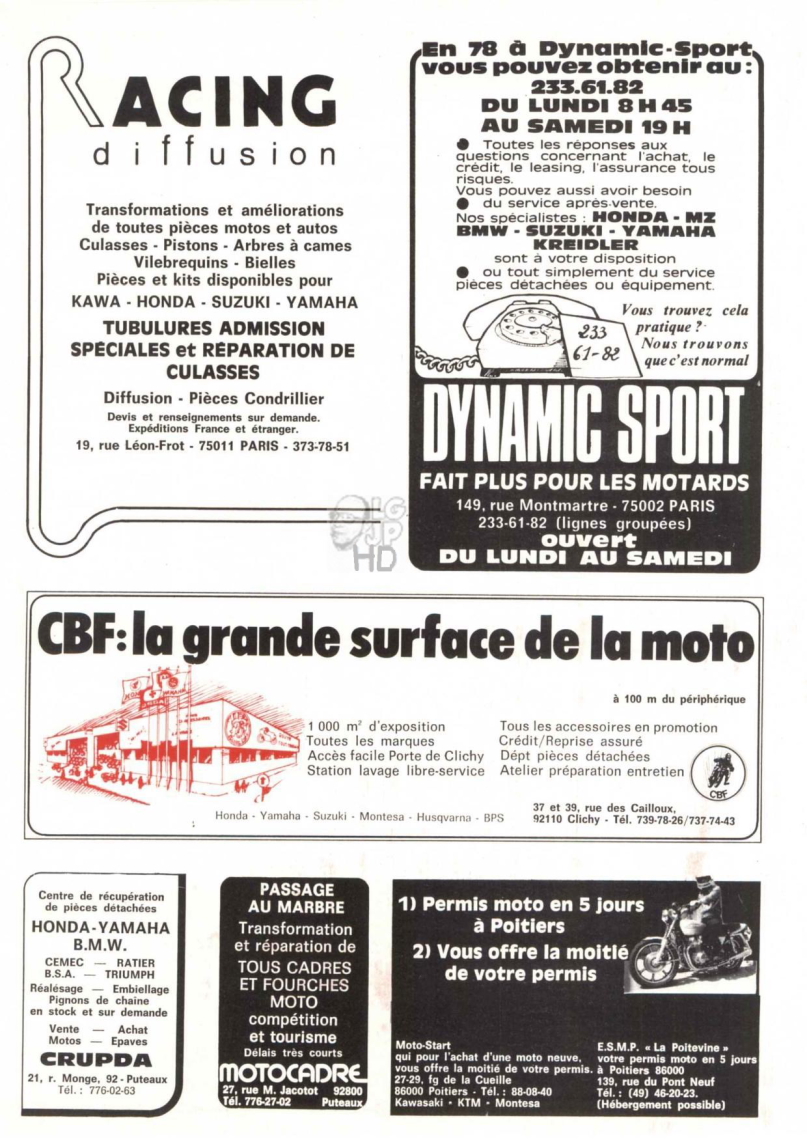 RACING
diffusion
Transformations et améliorations
de toutes pièces motos et autos
Culasses - Pistons - Arbres à cames
Vilebrequins - Bielles
Pièces et kits disponibles pour
KAWA - HONDA - SUZUKI - YAMAHA
TUBULURES ADMISSION
SPÉCIALES et RÉPARATION DE
CULASSES
Diffusion - Pièces Condrillier
Devis et renseignements sur demande.
Expéditions France et étranger.
19, rue Léon-Frot - 75011 PARIS - 373-78-51
En 78 à Dynamic-Sport,
vous pouvez obtenir au :
233.61.82
DU LUNDI 8 H 45
AU SAMEDI 19 H
● Toutes les réponses aux
questions concernant l'achat, le
crédit, le leasing, l'assurance tous
risques.
Vous pouvez aussi avoir besoin
● du service après-vente.
Nos spécialistes : HONDA - MZ
BMW - SUZUKI - YAMAHA
KREIDLER
sont à votre disposition
● ou tout simplement du service
pièces détachées ou équipement.
Vous trouvez cela
pratique ?
Nous trouvons
que c'est normal
233
61-82
DYNAMIC SPORT
FAIT PLUS POUR LES MOTARDS
149, rue Montmartre - 75002 PARIS
233-61-82 (lignes groupées)
ouvert
DU LUNDI AU SAMEDI
LG
JP
HD
CBF: la grande surface de la moto
à 100 m du périphérique
1 000 m² d'exposition
Toutes les marques
Accès facile Porte de Clichy
Station lavage libre-service
Tous les accessoires en promotion
Crédit/Reprise assuré
Dépt pièces détachées
Atelier préparation entretien
CBF
Honda - Yamaha - Suzuki - Montesa - Husqvarna - BPS
37 et 39, rue des Cailloux,
92110 Clichy - Tél. 739-78-26/737-74-43
Centre de récupération
de pièces détachées
HONDA-YAMAHA
B.M.W.
CEMEC — RATIER
B.S.A. — TRIUMPH
Réalésage — Embiellage
Pignons de chaine
en stock et sur demande
Vente — Achat
Motos — Epaves
CRUPDA
21, r. Monge, 92 - Puteaux
Tél. : 776-02-63
PASSAGE
AU MARBRE
Transformation
et réparation de
TOUS CADRES
ET FOURCHES
MOTO
compétition
et tourisme
Délais très courts
MOTOCADRE
27, rue M. Jacotot 92800
Tél. 776-27-02 Puteaux
1) Permis moto en 5 jours
à Poitiers
2) Vous offre la moitié
de votre permis
Moto-Start
qui pour l'achat d'une moto neuve,
vous offre la moitié de votre permis.
27-29, fg de la Cueille
86000 Poitiers - Tél. : 88-08-40
Kawasaki • KTM • Montesa
E.S.M.P. « La Poitevine »
votre permis moto en 5 jours
à Poitiers 86000
139, rue du Pont Neuf
Tél. : (49) 46-20-23.
(Hébergement possible)